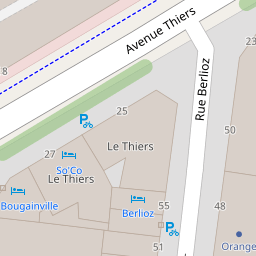 Avenue Thiers
8
23
25
Rue Berlioz
50
27
Le Thiers
So'Co
Le Thiers
Bougainville
Berlioz
55
48
51
Orange